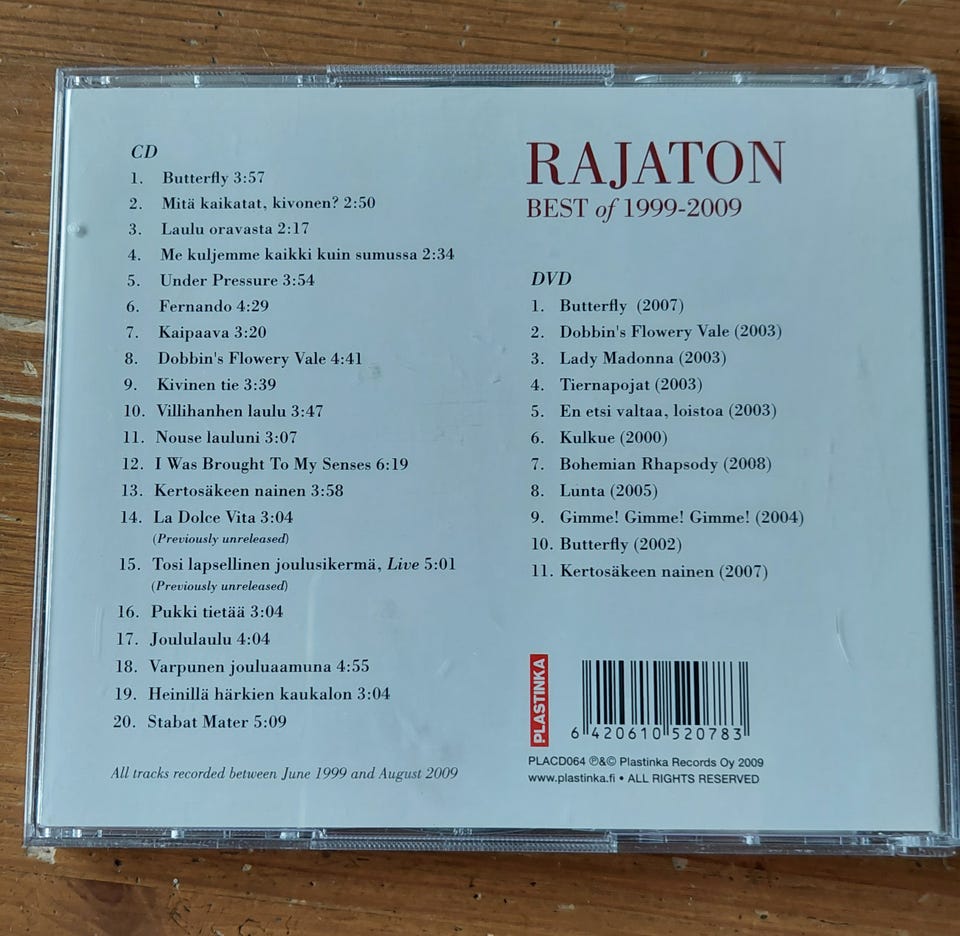 CD
1. Butterfly 3:57
2. Mitä kaikatat, kivonen? 2:50
3. Laulu oravasta 2:17
4. Me kuljemme kaikki kuin sumussa 2:34
5. Under Pressure 3:54
6. Fernando 4:29
7. Kaipaava 3:20
8. Dobbin's Flowery Vale 4:41
9. Kivinen tie 3:39
10. Villihanhen laulu 3:47
11. Nouse lauluni 3:07
12. I Was Brought To My Senses 6:19
13. Kertosäkeen nainen 3:58
14. La Dolce Vita 3:04
(Previously unreleased)
15. Tosi lapsellinen joulusikermä, Live 5:01
(Previously unreleased)
16. Pukki tietää 3:04
17. Joululaulu 4:04
18. Varpunen jouluaamuna 4:55
19. Heinillä härkien kaukalon 3:04
20. Stabat Mater 5:09
All tracks recorded between June 1999 and August 2009
RAJATON
BEST of 1999-2009
DVD
1. Butterfly (2007)
2. Dobbin's Flowery Vale (2003)
3. Lady Madonna (2003)
4. Tiernapojat (2003)
5. En etsi valtaa, loistoa (2003)
6. Kulkue (2000)
7. Bohemian Rhapsody (2008)
8. Lunta (2005)
9. Gimme! Gimme! Gimme! (2004)
10. Butterfly (2002)
11. Kertosäkeen nainen (2007)
PLASTINKA
6 420610 520783
PLACD064 ℗&© Plastinka Records Oy 2009
www.plastinka.fi • ALL RIGHTS RESERVED